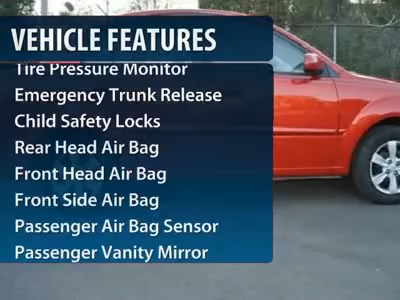 VEHICLE FEATURES
Tire Pressure Monitor
Emergency Trunk Release
Child Safety Locks
Rear Head Air Bag
Front Head Air Bag
Front Side Air Bag
Passenger Air Bag Sensor
Passenger Vanity Mirror